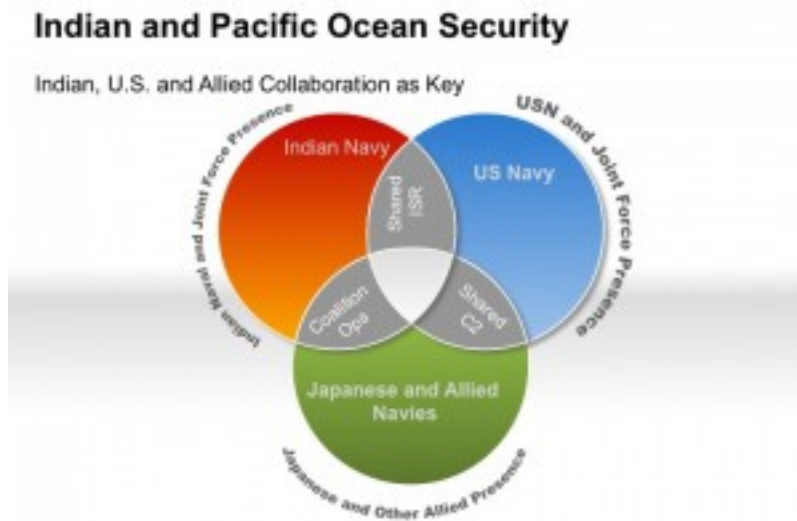 Indian and Pacific Ocean Security
Indian, U.S. and Allied Collaboration as Key
Indian Naval and Joint Force Presence
USN and Joint Force Presence
Indian Navy
US Navy
Shared
ISR
Coalition
Ops
Shared
C2
Japanese and Allied
Navies
Japanese and Other Allied Presence